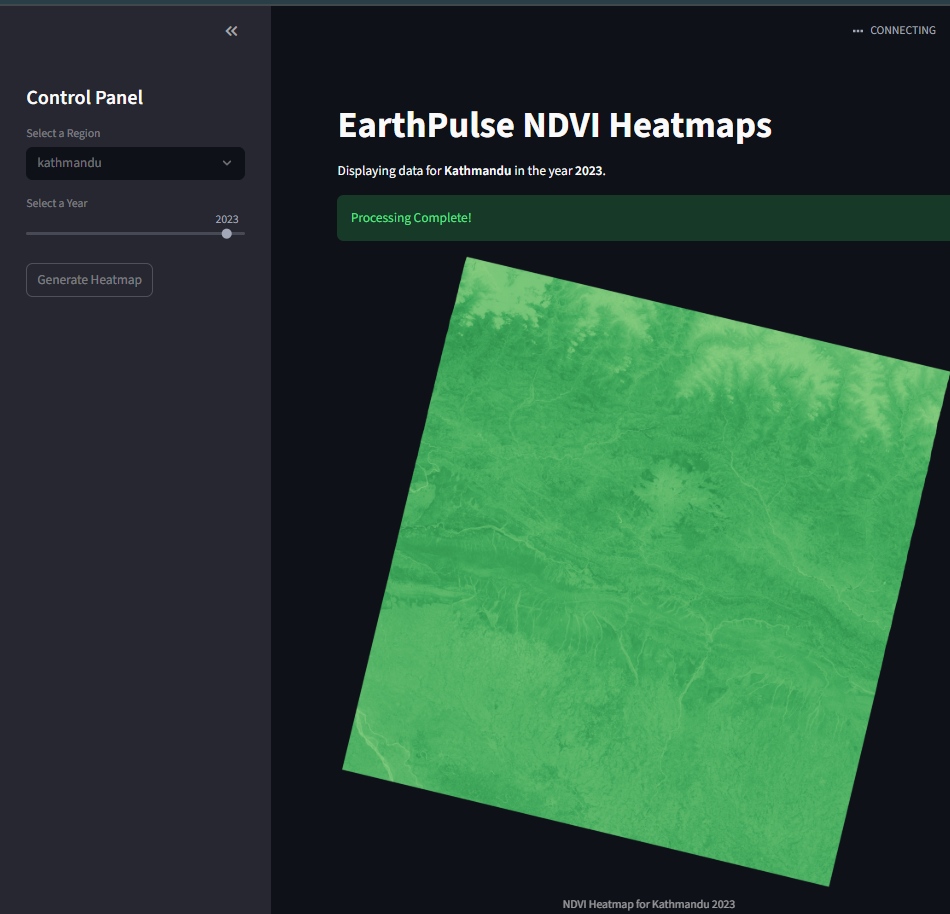 CONNECTING
Control Panel
Select a Region
kathmandu
Select a Year
2023
Generate Heatmap
EarthPulse NDVI Heatmaps
Displaying data for Kathmandu in the year 2023.
Processing Complete!
NDVI Heatmap for Kathmandu 2023